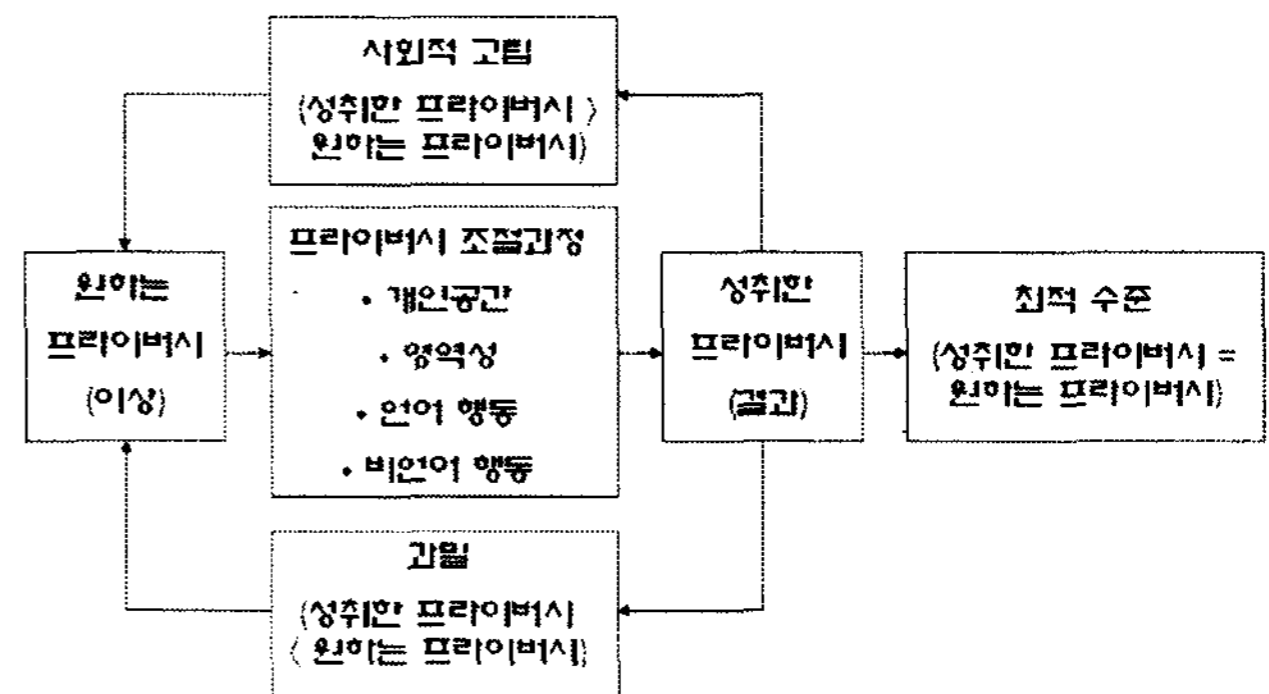 사회적 고립
(성취한 프라이버시 >
원하는 프라이버시)
원하는
프라이버시
(이상)
프라이버시 조절과정
• 개인공간
• 영역성
• 언어 행동
• 비언어 행동
성취한
프라이버시
(결과)
최적 수준
(성취한 프라이버시 =
원하는 프라이버시)
과밀
(성취한 프라이버시
< 원하는 프라이버시)